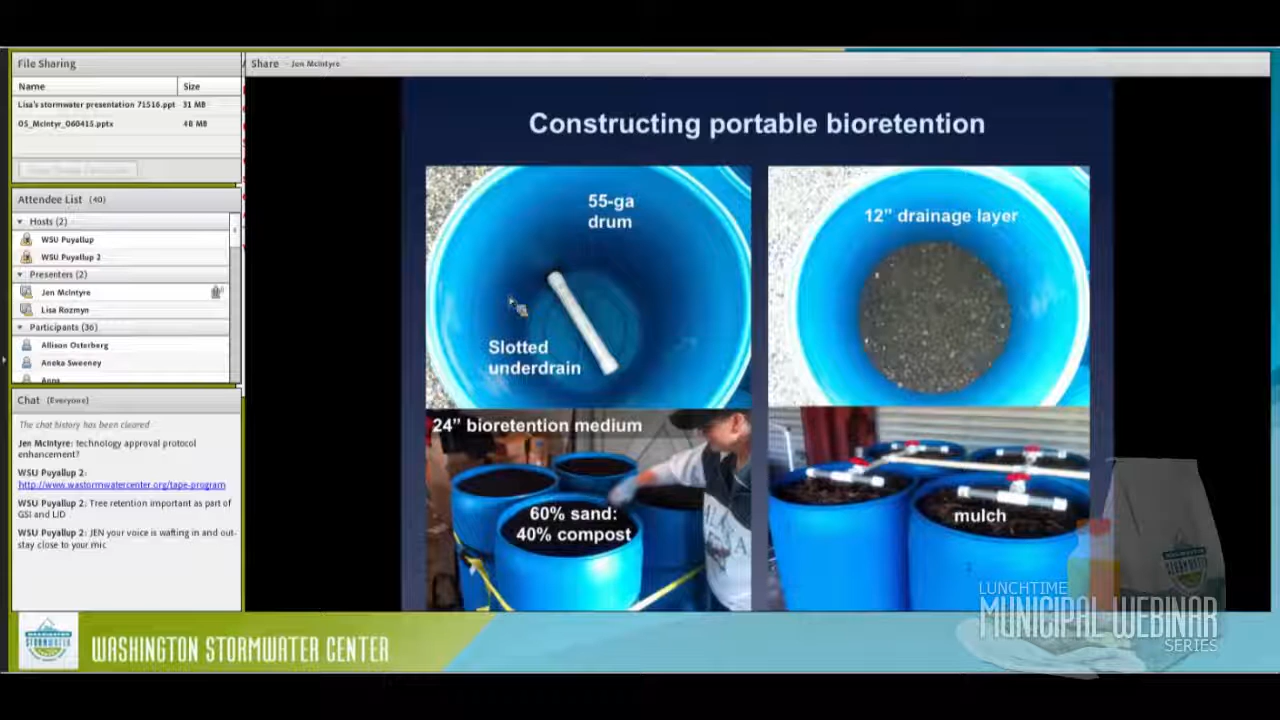 File Sharing
Name
Size
Lisa's stormwater presentation 71516.ppt 31 MB
OS_McIntyr_060415.pptx 48 MB
Attendee List (40)
Hosts (2)
WSU Puyallup
WSU Puyallup 2
Presenters (2)
Jen McIntyre
Lisa Rozmyn
Participants (36)
Allison Osterberg
Aneka Sweeney
Anna
Chat (Everyone)
The chat history has been cleared
Jen McIntyre: technology approval protocol
enhancement?
WSU Puyallup 2:
http://www.wastormwatercenter.org/tape-program
WSU Puyallup 2: Tree retention important as part of
GSI and LID
WSU Puyallup 2: JEN your voice is wafting in and out-
stay close to your mic
Share - Jen McIntyre
Constructing portable bioretention
55-ga
drum
Slotted
underdrain
12” drainage layer
24” bioretention medium
60% sand:
40% compost
mulch
WASHINGTON STORMWATER CENTER
LUNCHTIME
MUNICIPAL WEBINAR
SERIES